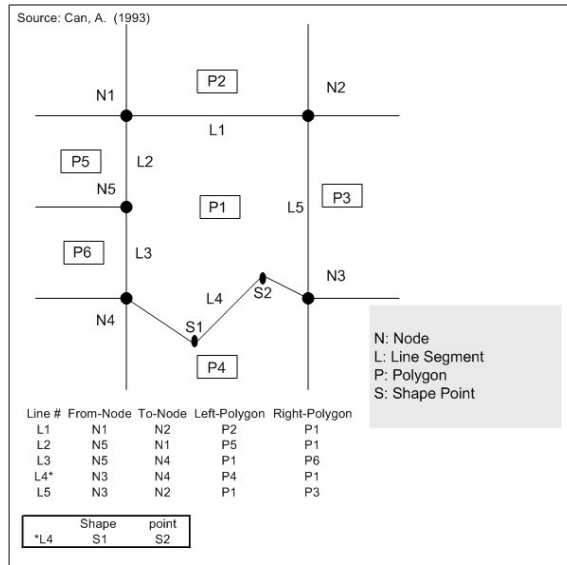 Source: Can, A. (1993)
P2
N1
N2
L1
P5
L2
N5
P1
L5
P3
P6
L3
N3
L4
S2
N4
S1
P4
N: Node
L: Line Segment
P: Polygon
S: Shape Point
Line # From-Node To-Node Left-Polygon Right-Polygon
L1 N1 N2 P2 P1
L2 N5 N1 P5 P1
L3 N5 N4 P1 P6
L4* N3 N4 P4 P1
L5 N3 N2 P1 P3
Shape point
*L4 S1 S2